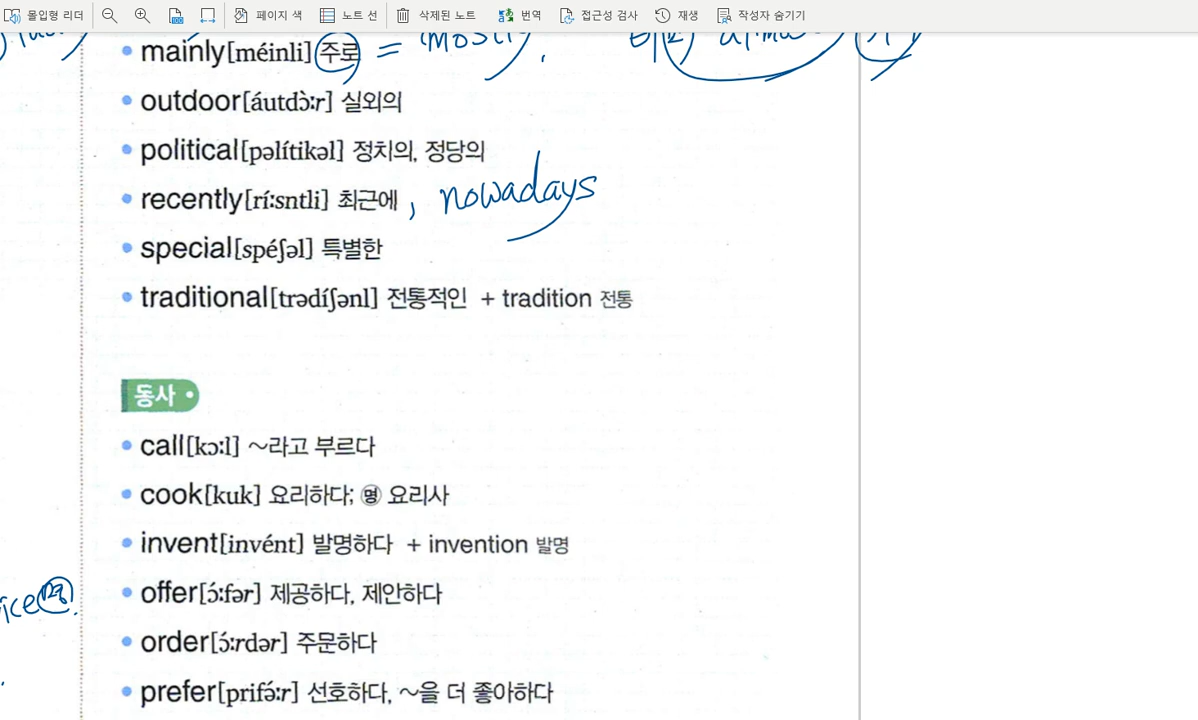 몰입형 리더 페이지 색 노트 선 삭제된 노트 번역 접근성 검사 재생 작성자 숨기기
mainly[méinli] 주로 = mostly.
outdoor[áutdɔ̀ːr] 실외의
political[pəlítikəl] 정치의, 정당의
recently[ríːsntli] 최근에, nowadays
special[spéʃəl] 특별한
traditional[trədíʃənl] 전통적인 + tradition 전통
동사
call[kɔːl] ~라고 부르다
cook[kuk] 요리하다; 명 요리사
invent[invént] 발명하다 + invention 발명
offer[ɔ́ːfər] 제공하다, 제안하다
order[ɔ́ːrdər] 주문하다
prefer[prifə́ːr] 선호하다, ~을 더 좋아하다